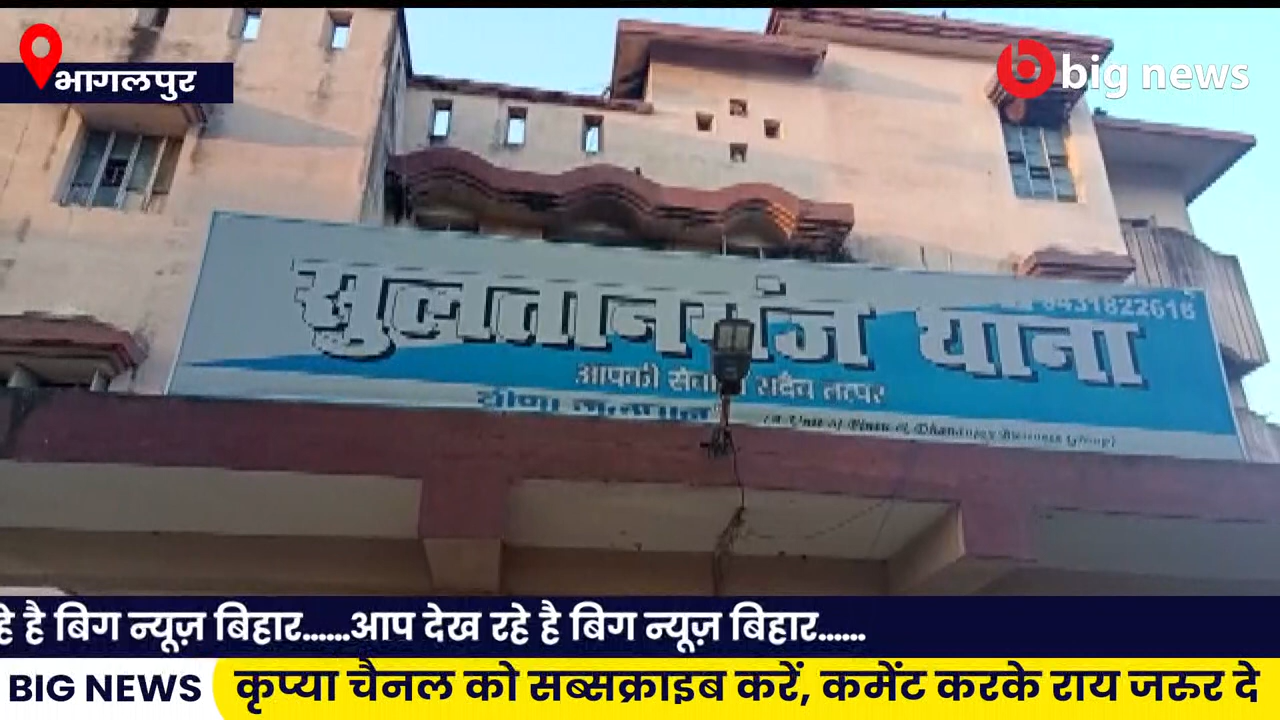 भागलपुर
big news
8431822618
सुलतानगंज थाना
आपकी सेवा सदैव तत्पर
हे है बिग न्यूज़ बिहार......आप देख रहे है बिग न्यूज़ बिहार......
BIG NEWS
कृप्या चैनल को सब्सक्राइब करें, कमेंट करके राय जरुर दे